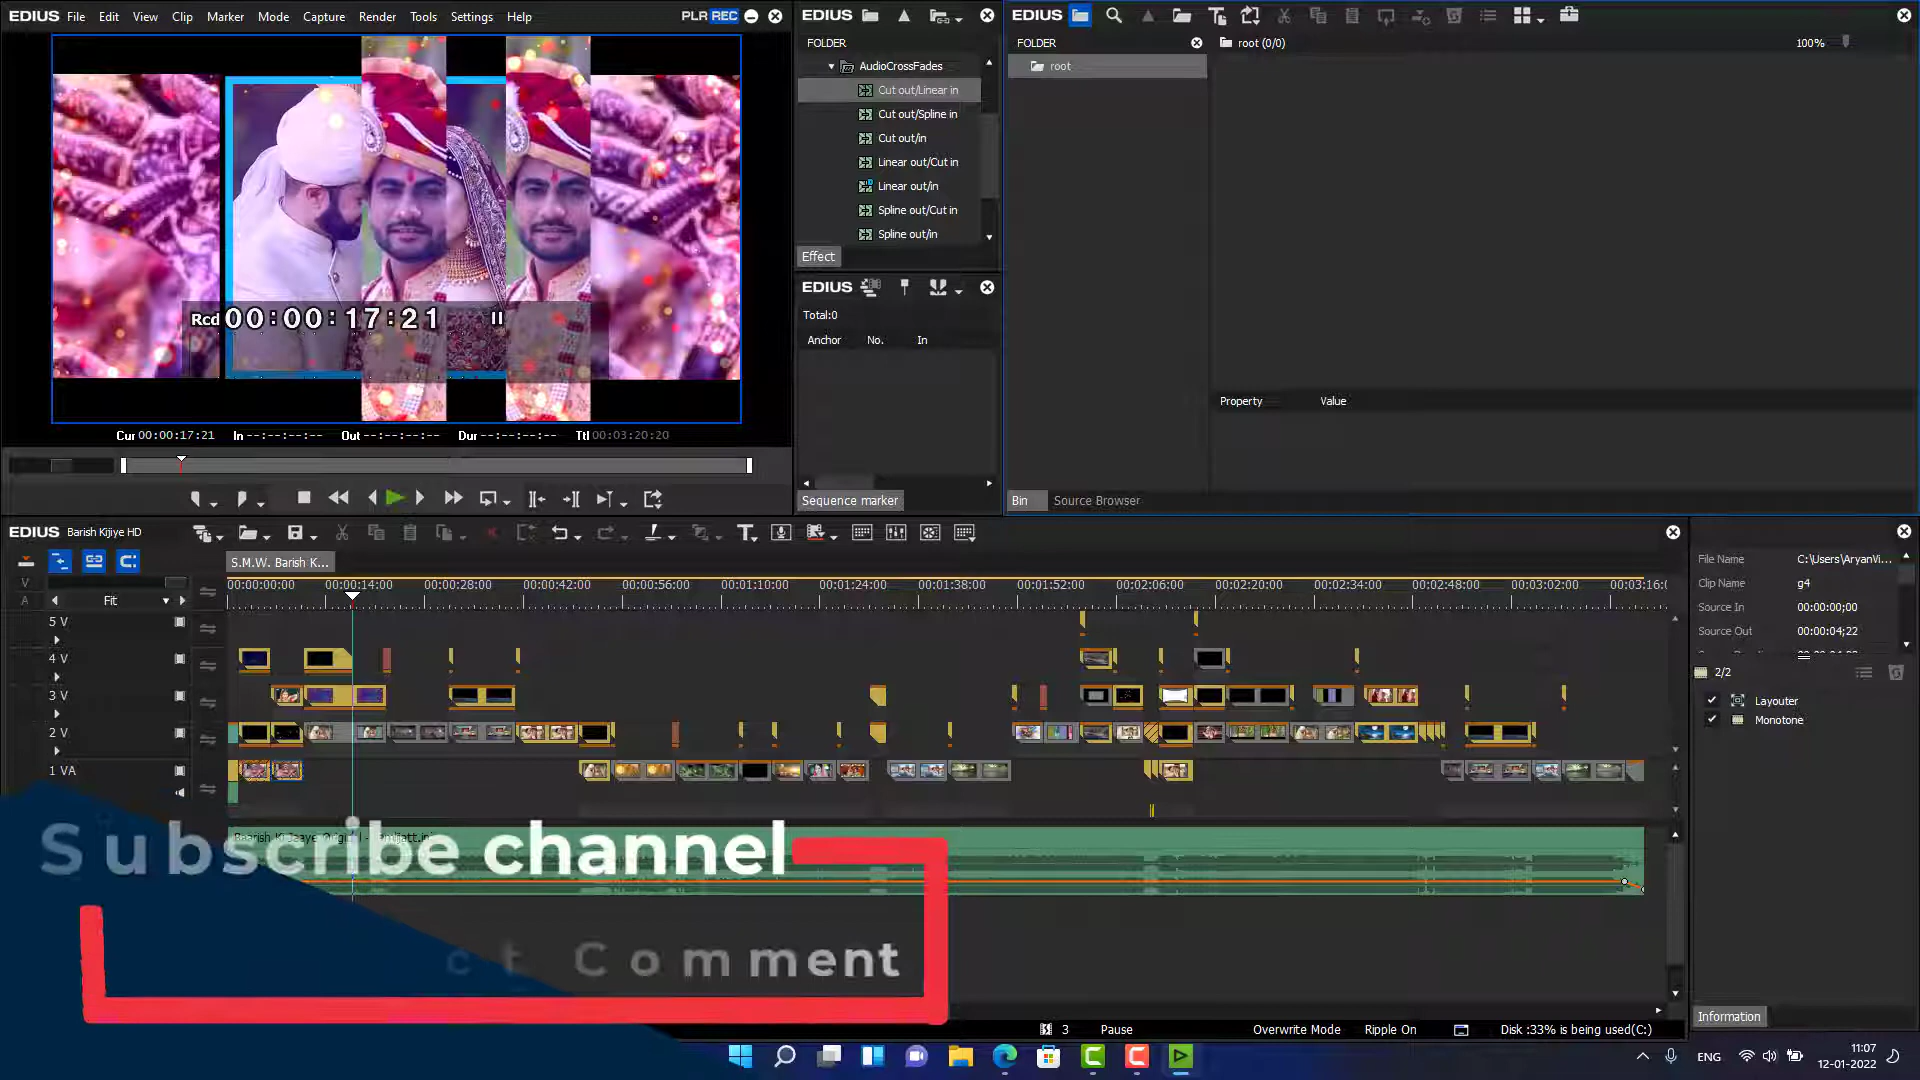 EDIUS File Edit View Clip Marker Mode Capture Render Tools Settings Help PLR REC
Rcd 00:00:17:21
Cur 00:00:17:21 In --:--:--:-- Out --:--:--:-- Dur --:--:--:-- Ttl 00:03:20:20
EDIUS
FOLDER
AudioCrossFades
Cut out/Linear in
Cut out/Spline in
Cut out/in
Linear out/Cut in
Linear out/in
Spline out/Cut in
Spline out/in
Effect
EDIUS
Total:0
Anchor No. In
Sequence marker
EDIUS
FOLDER
root
root (0/0)
100%
Property Value
Bin Source Browser
EDIUS Barish Kijiye HD
S.M.W. Barish K...
00:00:00:00 00:00:14:00 00:00:28:00 00:00:42:00 00:00:56:00 00:01:10:00 00:01:24:00 00:01:38:00 00:01:52:00 00:02:06:00 00:02:20:00 00:02:34:00 00:02:48:00 00:03:02:00 00:03:16:0
V
A
Fit
5 V
4 V
3 V
2 V
1 VA
Subscribe channel
ct Comment
3 Pause Overwrite Mode Ripple On Disk :33% is being used(C:)
File Name C:\Users\AryanVi...
Clip Name g4
Source In 00:00:00;00
Source Out 00:00:04;22
2/2
Layouter
Monotone
Information
ENG
11:07
12-01-2022